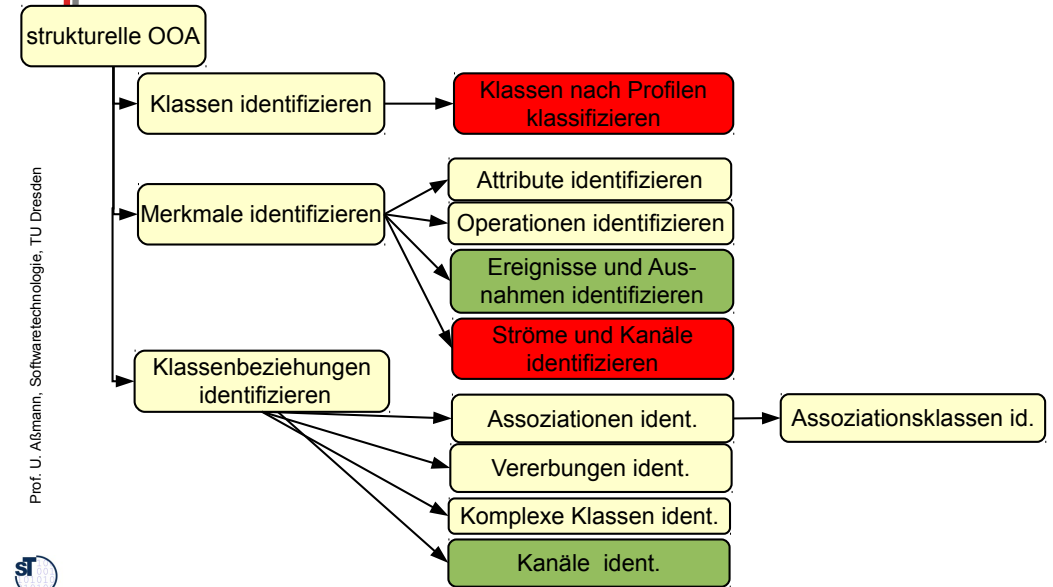 strukturelle OOA
Klassen identifizieren
Klassen nach Profilen
klassifizieren
Merkmale identifizieren
Attribute identifizieren
Operationen identifizieren
Ereignisse und Aus-
nahmen identifizieren
Ströme und Kanäle
identifizieren
Klassenbeziehungen
identifizieren
Assoziationen ident.
Assoziationsklassen id.
Vererbungen ident.
Komplexe Klassen ident.
Kanäle ident.
Prof. U. Aßmann, Softwaretechnologie, TU Dresden
ST